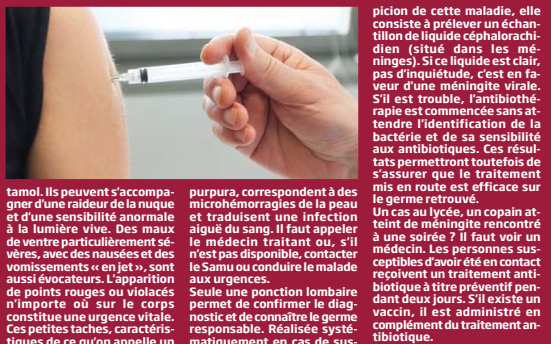 tamol. Ils peuvent s'accompa-
gner d'une raideur de la nuque
et d'une sensibilité anormale
à la lumière vive. Des maux
de ventre particulièrement sé-
vères, avec des nausées et des
vomissements « en jet », sont
aussi évocateurs. L'apparition
de points rouges ou violacés
n'importe où sur le corps
constitue une urgence vitale.
Ces petites taches, caractéris-
tiques de ce qu'on appelle un
purpura, correspondent à des
microhémorragies de la peau
et traduisent une infection
aiguë du sang. Il faut appeler
le médecin traitant ou, s'il
n'est pas disponible, contacter
le Samu ou conduire le malade
aux urgences.
Seule une ponction lombaire
permet de confirmer le diag-
nostic et de connaître le germe
responsable. Réalisée systé-
matiquement en cas de sus-
picion de cette maladie, elle
consiste à prélever un échan-
tillon de liquide céphalorachi-
dien (situé dans les mé-
ninges). Si ce liquide est clair,
pas d'inquiétude, c'est en fa-
veur d'une méningite virale.
S'il est trouble, l'antibiothé-
rapie est commencée sans at-
tendre l'identification de la
bactérie et de sa sensibilité
aux antibiotiques. Ces résul-
tats permettront toutefois de
s'assurer que le traitement
mis en route est efficace sur
le germe retrouvé.
Un cas au lycée, un copain at-
teint de méningite rencontré
à une soirée ? Il faut voir un
médecin. Les personnes sus-
ceptibles d'avoir été en contact
reçoivent un traitement anti-
biotique à titre préventif pen-
dant deux jours. S'il existe un
vaccin, il est administré en
complément du traitement an-
tibiotique.